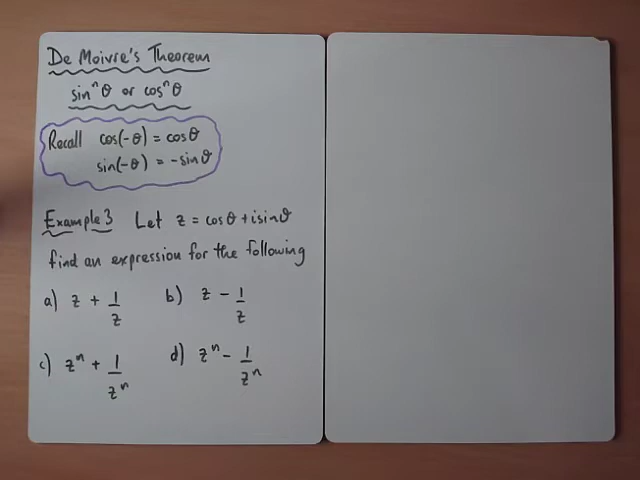 De Moivre's Theorem
sinⁿθ or cosⁿθ
Recall cos(-θ) = cosθ
sin(-θ) = -sinθ
Example 3 Let z = cosθ + isinθ
find an expression for the following
a) z + 1/z b) z - 1/z
c) zⁿ + 1/zⁿ d) zⁿ - 1/zⁿ